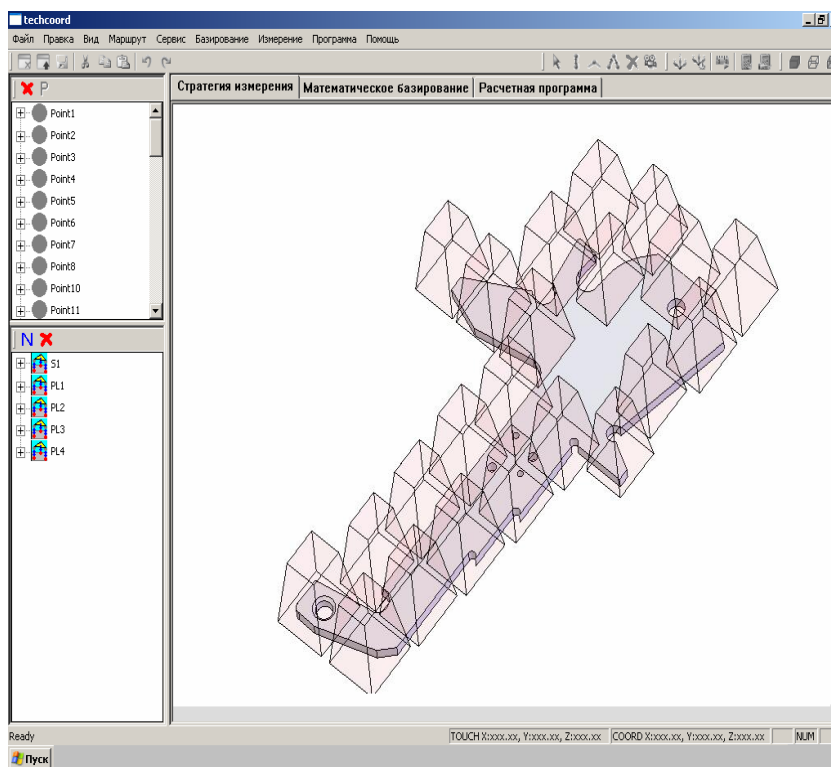 techcoord
Файл Правка Вид Маршрут Сервис Базирование Измерение Программа Помощь
Стратегия измерения Математическое базирование Расчетная программа
P
Point1
Point2
Point3
Point4
Point5
Point6
Point7
Point8
Point10
Point11
N
S1
PL1
PL2
PL3
PL4
Ready TOUCH X:xxx.xx, Y:xxx.xx, Z:xxx.xx COORD X:xxx.xx, Y:xxx.xx, Z:xxx.xx NUM
Пуск